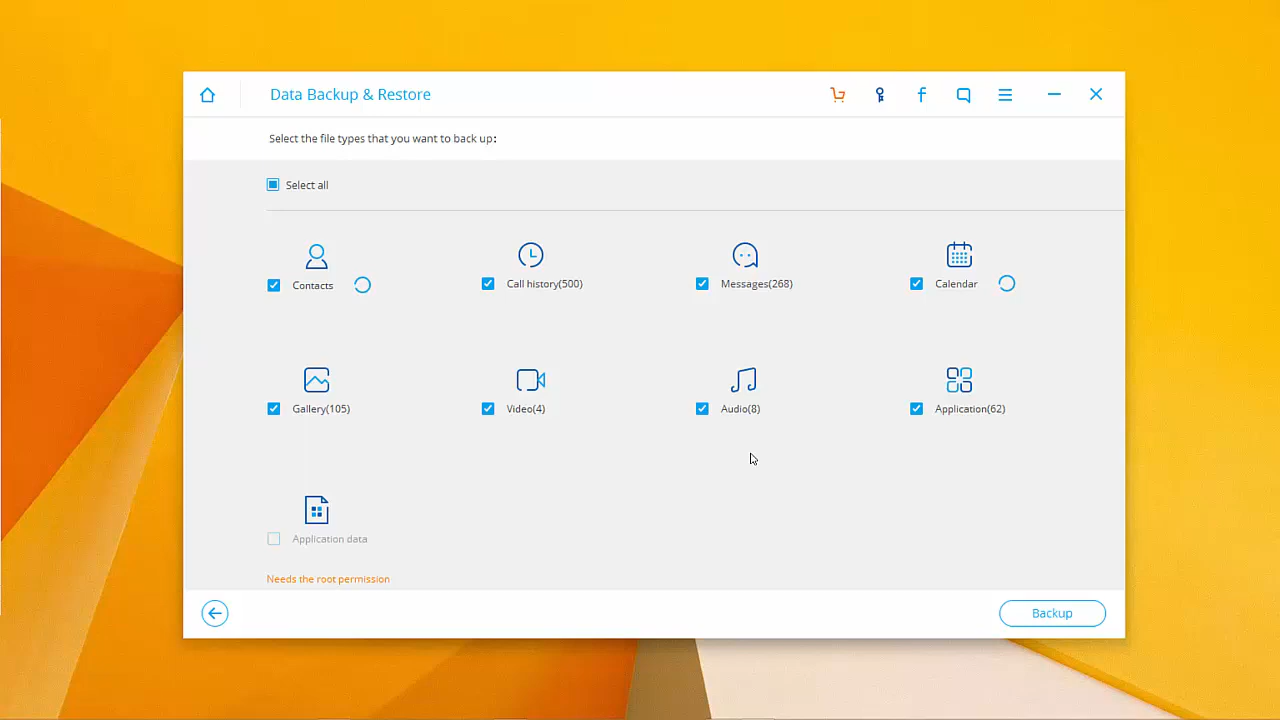 Data Backup & Restore
Select the file types that you want to back up:
Select all
Contacts
Call history(500)
Messages(268)
Calendar
Gallery(105)
Video(4)
Audio(8)
Application(62)
Application data
Needs the root permission
Backup